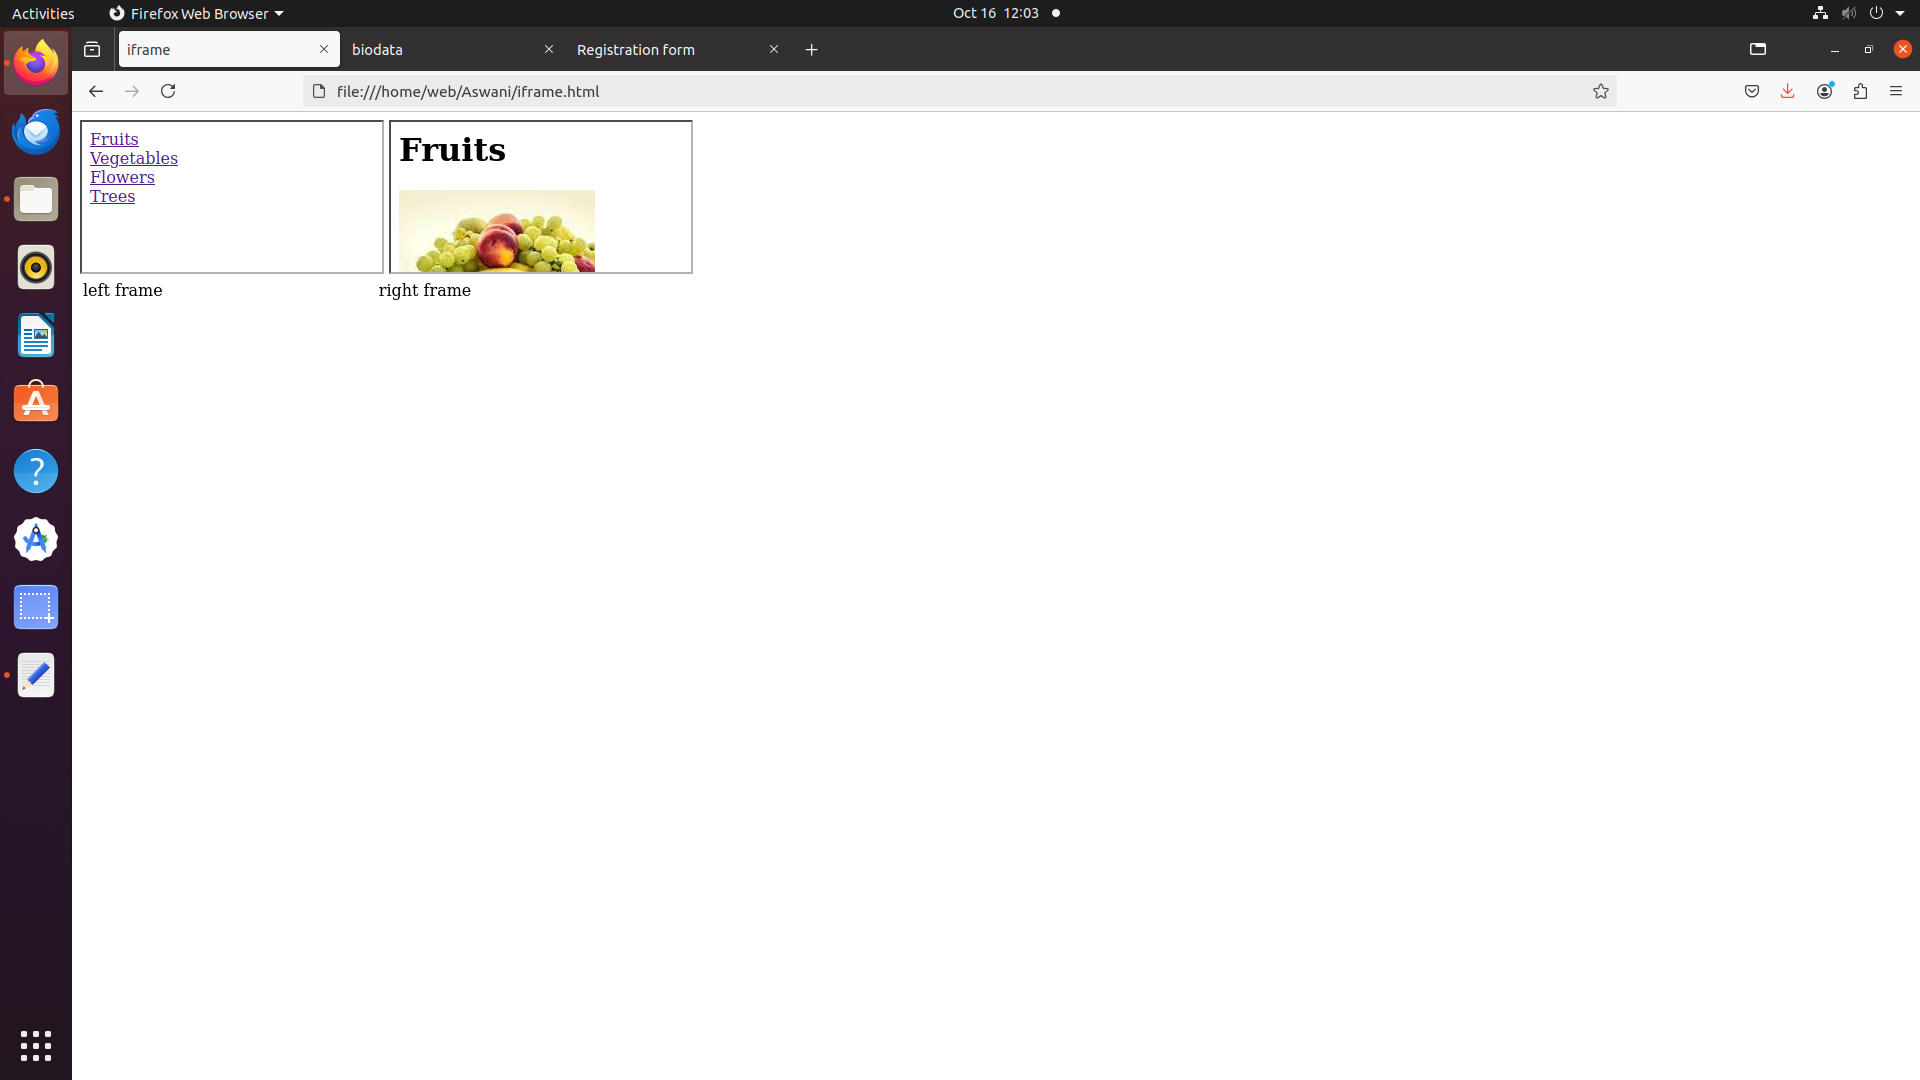 Activities
Firefox Web Browser
Oct 16 12:03
iframe
biodata
Registration form
file:///home/web/Aswani/iframe.html
Fruits
Vegetables
Flowers
Trees
Fruits
left frame
right frame